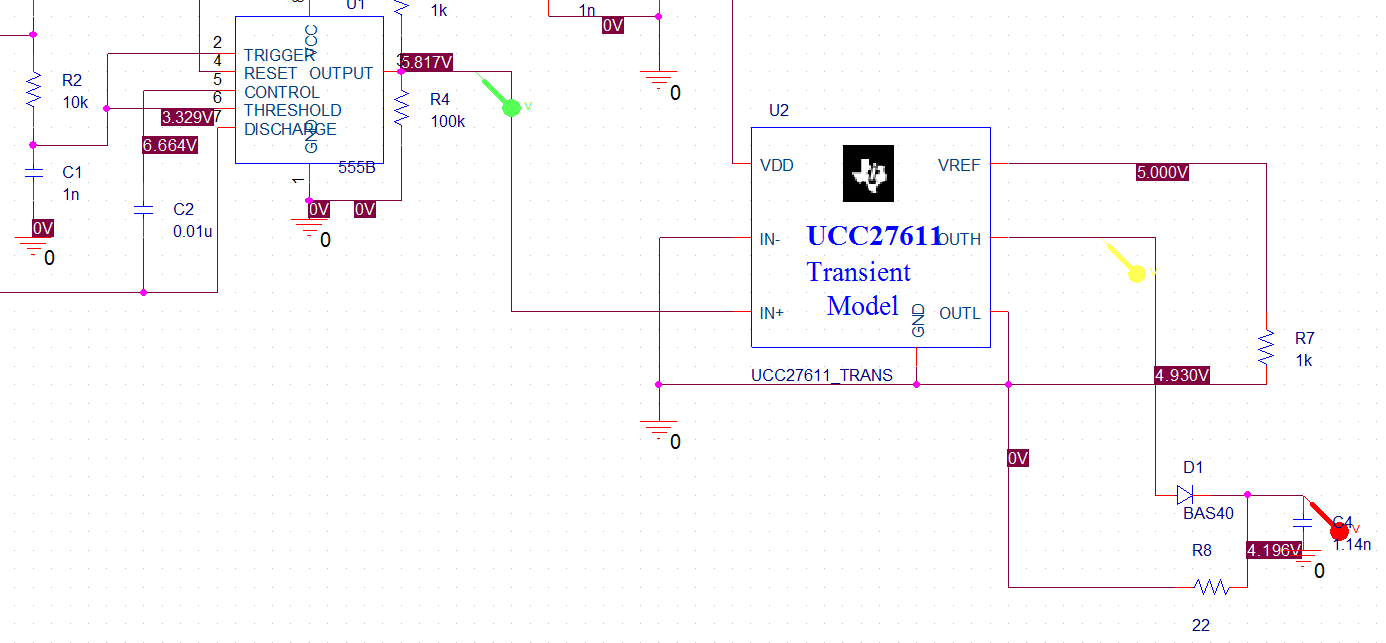 U1
1k
1n
0V
2
TRIGGER
VCC
4
RESET
OUTPUT
5.817V
5
CONTROL
6
THRESHOLD
3.329V
7
DISCHARGE
GND
6.664V
R2
10k
R4
100k
V
0
C1
1n
555B
1
0V
0V
0V
0
0
C2
0.01u
U2
VDD
VREF
5.000V
IN-
UCC27611
OUTH
V
Transient
Model
IN+
GND
OUTL
R7
1k
UCC27611_TRANS
4.930V
0
0V
D1
BAS40
C4
V
1.14n
R8
4.196V
0
22